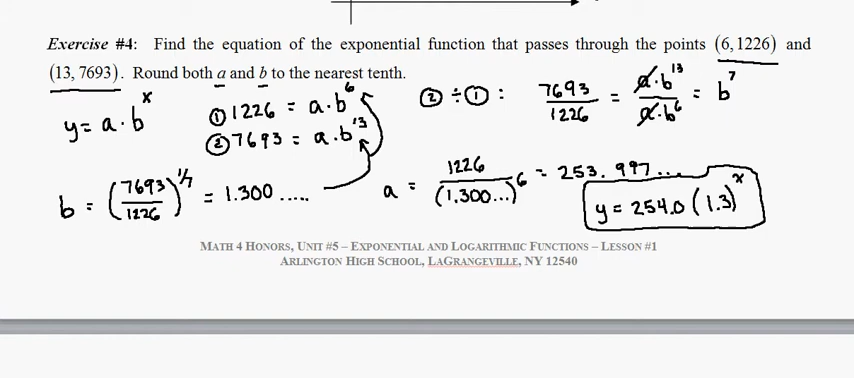 Exercise #4: Find the equation of the exponential function that passes through the points (6,1226) and
(13, 7693). Round both a and b to the nearest tenth.
y = a · b^x
① 1226 = a · b^6
② 7693 = a · b^13
② ÷ ① : 7693/1226 = a·b^13/a·b^6 = b^7
b = (7693/1226)^1/7 = 1.300 .....
a = 1226/(1.300...)^6 = 253.997...
y = 254.0 (1.3)^x
MATH 4 HONORS, UNIT #5 – EXPONENTIAL AND LOGARITHMIC FUNCTIONS – LESSON #1
ARLINGTON HIGH SCHOOL, LAGRANGEVILLE, NY 12540